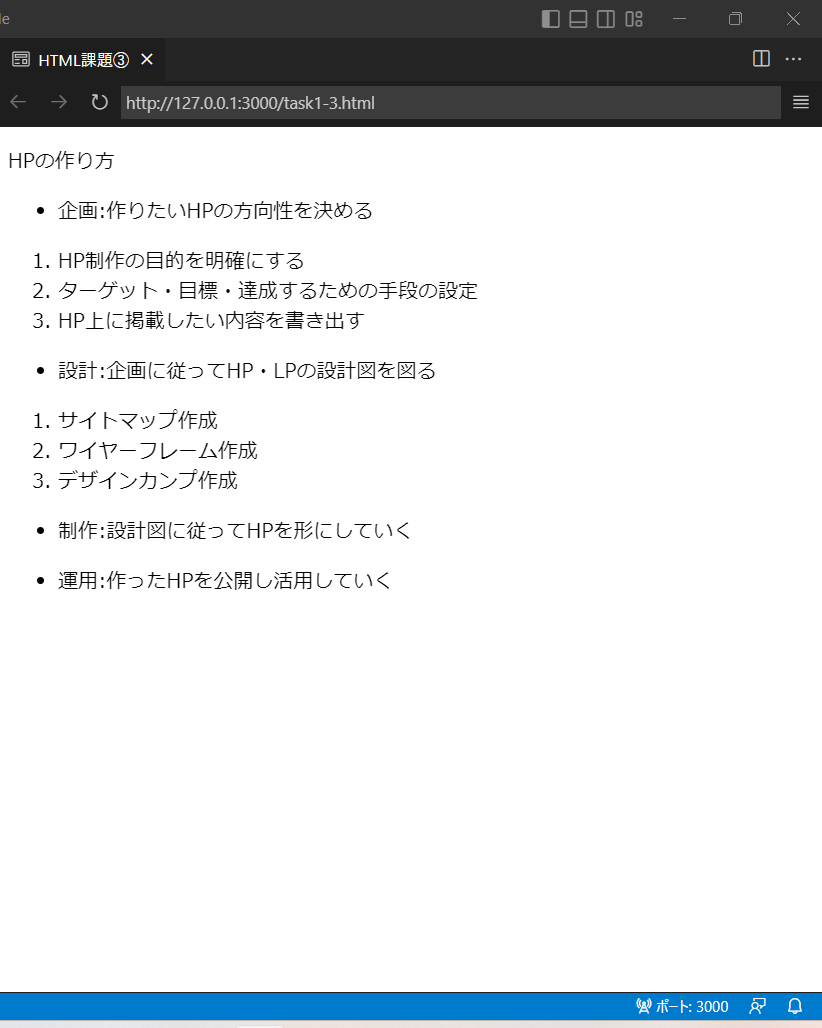 HTML課題③
http://127.0.0.1:3000/task1-3.html
HPの作り方
• 企画:作りたいHPの方向性を決める
1. HP制作の目的を明確にする
2. ターゲット・目標・達成するための手段の設定
3. HP上に掲載したい内容を書き出す
• 設計:企画に従ってHP・LPの設計図を図る
1. サイトマップ作成
2. ワイヤーフレーム作成
3. デザインカンプ作成
• 制作:設計図に従ってHPを形にしていく
• 運用:作ったHPを公開し活用していく
ポート: 3000